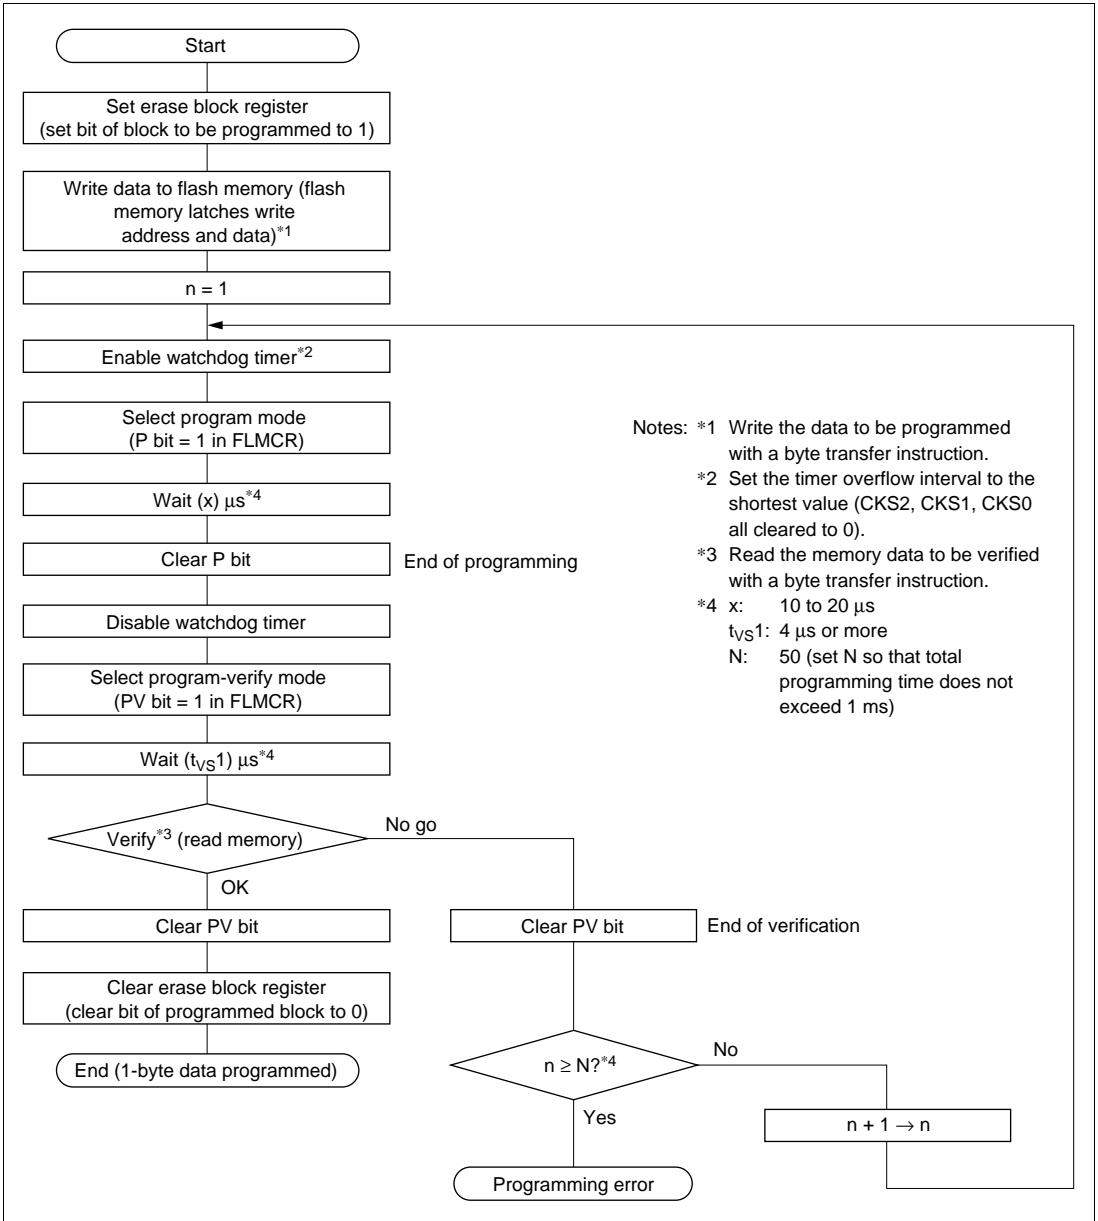 Start
Set erase block register
(set bit of block to be programmed to 1)
Write data to flash memory (flash
memory latches write
address and data)*1
n = 1
Enable watchdog timer*2
Select program mode
(P bit = 1 in FLMCR)
Wait (x) μs*4
Clear P bit
End of programming
Disable watchdog timer
Select program-verify mode
(PV bit = 1 in FLMCR)
Wait (tVS1) μs*4
Verify*3 (read memory)
No go
OK
Clear PV bit
Clear erase block register
(clear bit of programmed block to 0)
End (1-byte data programmed)
Clear PV bit
End of verification
n ≥ N?*4
No
Yes
n + 1 → n
Programming error
Notes: *1 Write the data to be programmed
with a byte transfer instruction.
*2 Set the timer overflow interval to the
shortest value (CKS2, CKS1, CKS0
all cleared to 0).
*3 Read the memory data to be verified
with a byte transfer instruction.
*4 x: 10 to 20 μs
tVS1: 4 μs or more
N: 50 (set N so that total
programming time does not
exceed 1 ms)